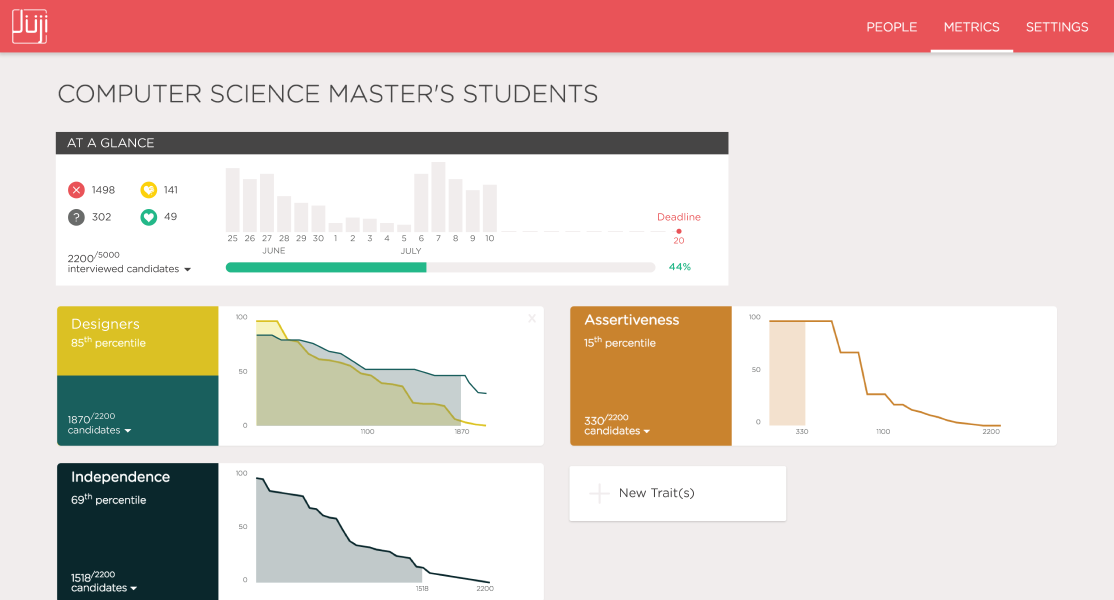 Jüji
PEOPLE METRICS SETTINGS
COMPUTER SCIENCE MASTER'S STUDENTS
AT A GLANCE
1498 141
302 49
2200/5000
interviewed candidates
25 26 27 28 29 30 1 2 3 4 5 6 7 8 9 10
JUNE JULY
Deadline
20
44%
Designers
85th percentile
1870/2200
candidates
X
100
50
0
1100 1870
Assertiveness
15th percentile
330/2200
candidates
100
50
0
330 1100 2200
Independence
69th percentile
1518/2200
candidates
100
50
0
1518 2200
New Trait(s)